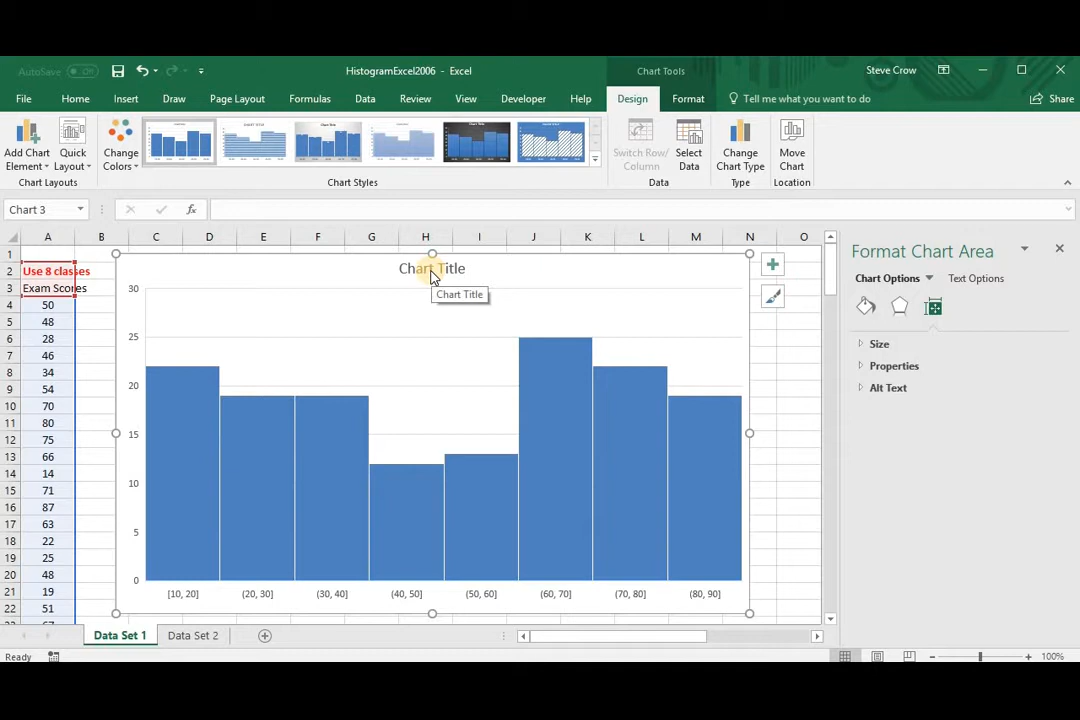 AutoSave Off HistogramExcel2006 - Excel Chart Tools Steve Crow
File Home Insert Draw Page Layout Formulas Data Review View Developer Help Design Format Tell me what you to do Share
Add Chart Element Quick Layout Change Colors Switch Row/ Column Select Data Change Chart Type Move Chart
Chart Layouts Chart Styles Data Type Location
Chart 3 fx
A B C D E F G H I J K L M N O
1
2 Use 8 classes
3 Exam Scores
4 50
5 48
6 28
7 46
8 34
9 54
10 70
11 80
12 75
13 66
14 14
15 71
16 87
17 63
18 22
19 25
20 48
21 19
22 51
Chart Title
Chart Title
30
25
20
15
10
5
0
[10, 20] (20, 30] (30, 40] (40, 50] (50, 60] (60, 70] (70, 80] (80, 90]
Format Chart Area
Chart Options Text Options
Size
Properties
Alt Text
Data Set 1 Data Set 2
Ready 100%